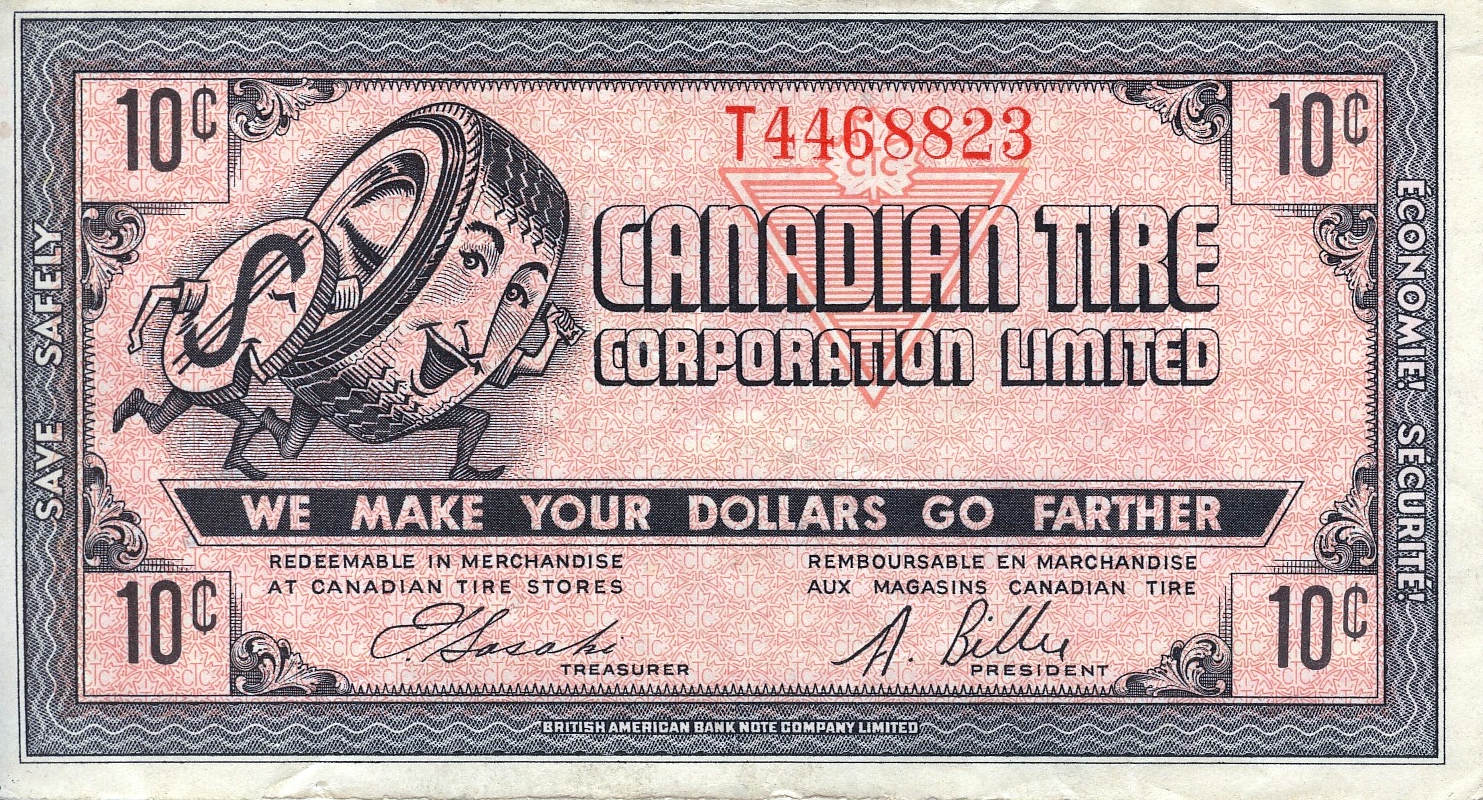 10¢
T4468823
10¢
CTC
$
CANADIAN TIRE
CORPORATION LIMITED
SAVE SAFELY
ÉCONOMIE! SÉCURITÉ!
WE MAKE YOUR DOLLARS GO FARTHER
REDEEMABLE IN MERCHANDISE
AT CANADIAN TIRE STORES
REMBOURSABLE EN MARCHANDISE
AUX MAGASINS CANADIAN TIRE
10¢
TREASURER
A. Billes
PRESIDENT
10¢
BRITISH AMERICAN BANK NOTE COMPANY LIMITED